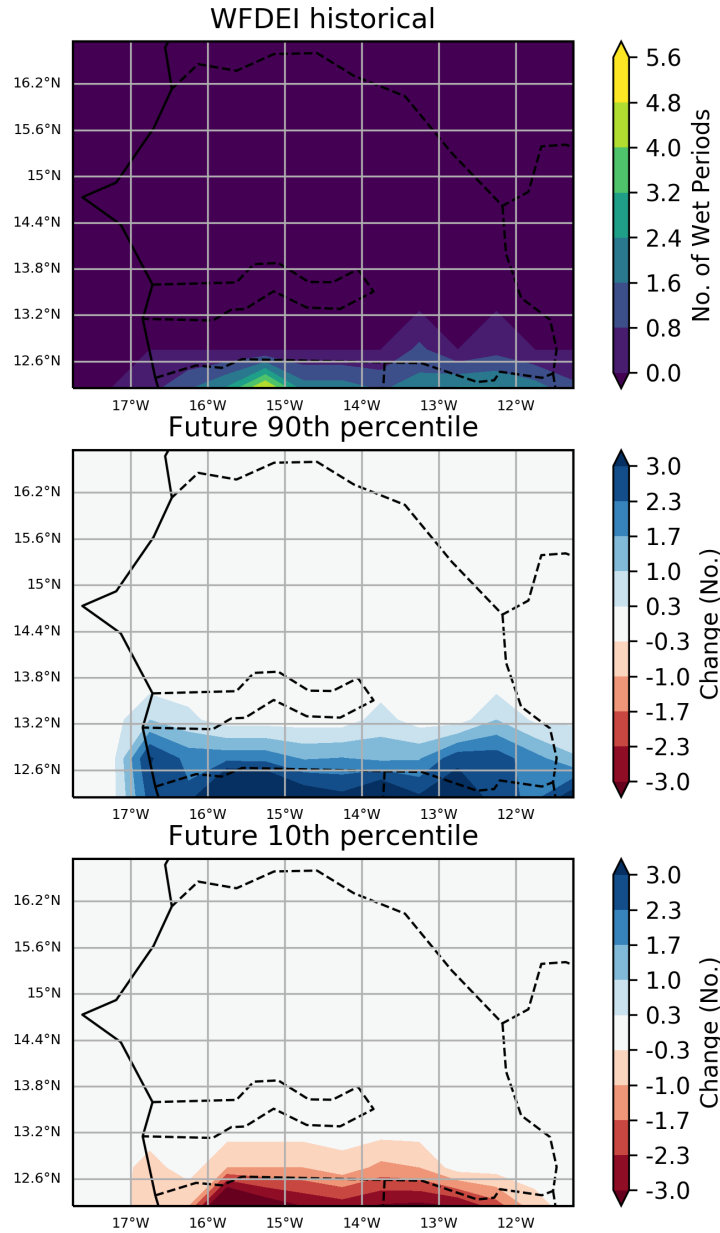 WFDEI historical
16.2°N
15.6°N
15°N
14.4°N
13.8°N
13.2°N
12.6°N
17°W 16°W 15°W 14°W 13°W 12°W
5.6
4.8
4.0
3.2
2.4
1.6
0.8
0.0
No. of Wet Periods
Future 90th percentile
16.2°N
15.6°N
15°N
14.4°N
13.8°N
13.2°N
12.6°N
17°W 16°W 15°W 14°W 13°W 12°W
3.0
2.3
1.7
1.0
0.3
-0.3
-1.0
-1.7
-2.3
-3.0
Change (No.)
Future 10th percentile
16.2°N
15.6°N
15°N
14.4°N
13.8°N
13.2°N
12.6°N
17°W 16°W 15°W 14°W 13°W 12°W
3.0
2.3
1.7
1.0
0.3
-0.3
-1.0
-1.7
-2.3
-3.0
Change (No.)